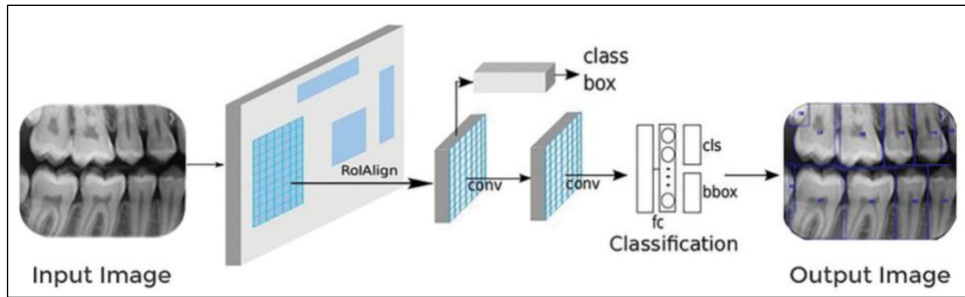 class
box
RoIAlign
conv
conv
cls
bbox
fc
Classification
Input Image
Output Image